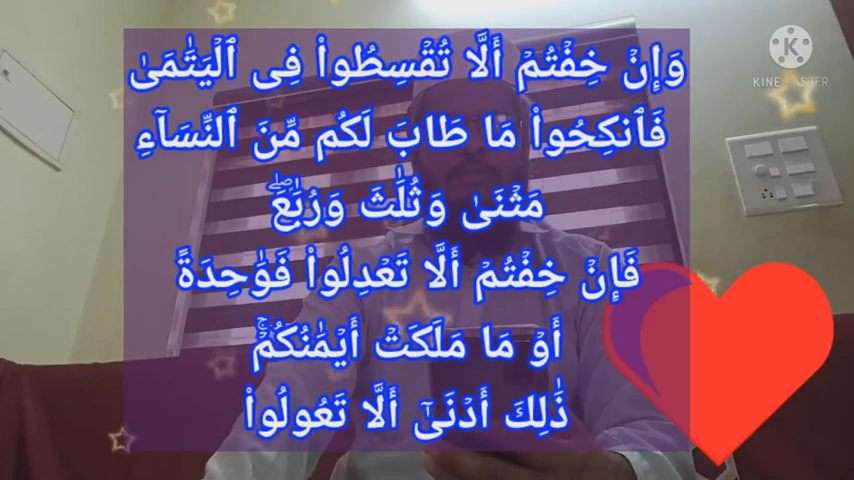 وَإِنۡ خِفۡتُمۡ أَلَّا تُقۡسِطُواْ فِى ٱلۡيَتَٰمَىٰ
فَٱنكِحُواْ مَا طَابَ لَكُم مِّنَ ٱلنِّسَآءِ
مَثۡنَىٰ وَثُلَٰثَ وَرُبَٰعَۖ
فَإِنۡ خِفۡتُمۡ أَلَّا تَعۡدِلُواْ فَوَٰحِدَةً
أَوۡ مَا مَلَكَتۡ أَيۡمَٰنُكُمۡۚ
ذَٰلِكَ أَدۡنَىٰٓ أَلَّا تَعُولُواْ
K
KINEMASTER